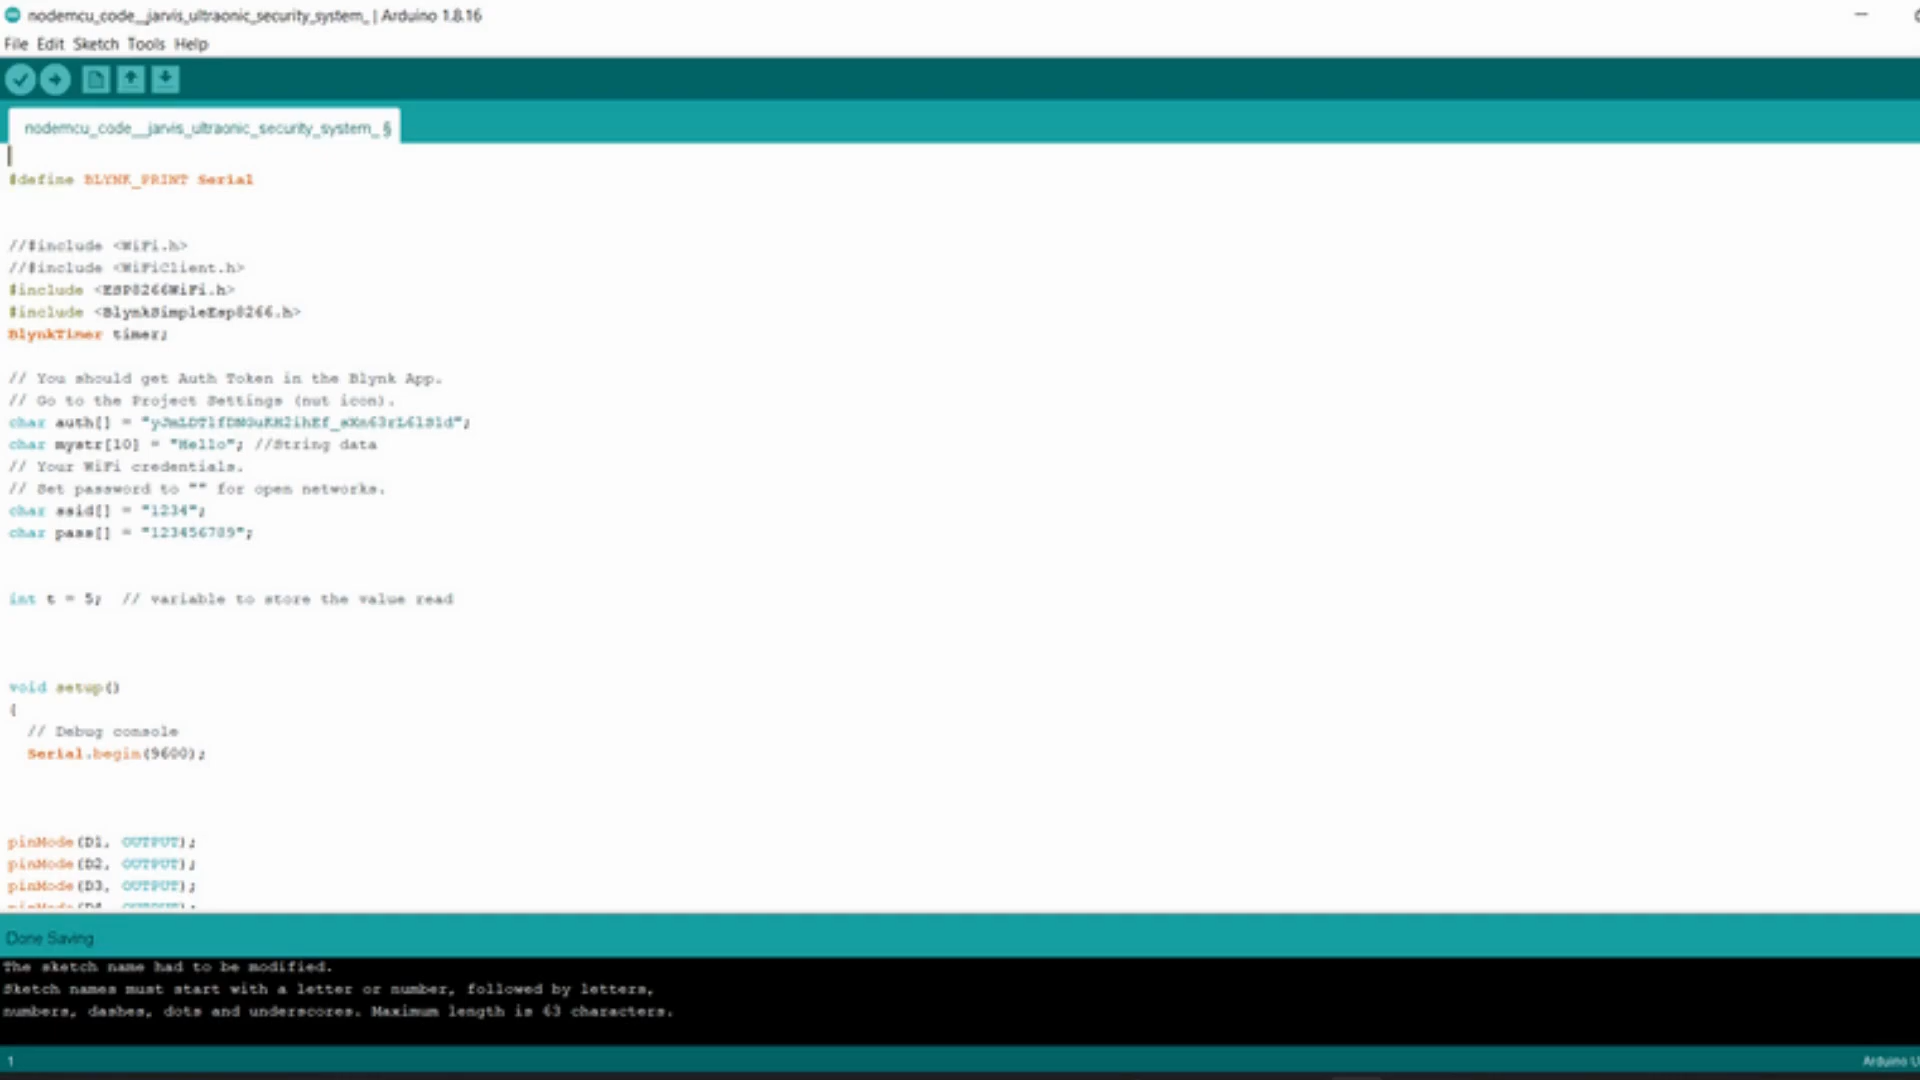 nodemcu_code__jarvis_ultraonic_security_system_ | Arduino 1.8.16
File Edit Sketch Tools Help
nodemcu_code__jarvis_ultraonic_security_system_ §
#define BLYNK_PRINT Serial
//#include <WiFi.h>
//#include <WiFiClient.h>
#include <ESP8266WiFi.h>
#include <BlynkSimpleEsp8266.h>
BlynkTimer timer;
// You should get Auth Token in the Blynk App.
// Go to the Project Settings (nut icon).
char auth[] =
char mystr[10] = "Hello"; //String data
// Your WiFi credentials.
// Set password to "" for open networks.
char ssid[] = "1234";
char pass[] = "123456789";
int t = 5;  // variable to store the value read
void setup()
{
// Debug console
Serial.begin(9600);
pinMode(D1, OUTPUT);
pinMode(D2, OUTPUT);
pinMode(D3, OUTPUT);
pinMode(D4, OUTPUT);
Done Saving
The sketch name had to be modified.
Sketch names must start with a letter or number, followed by letters,
numbers, dashes, dots and underscores. Maximum length is 63 characters.
1
Arduino U